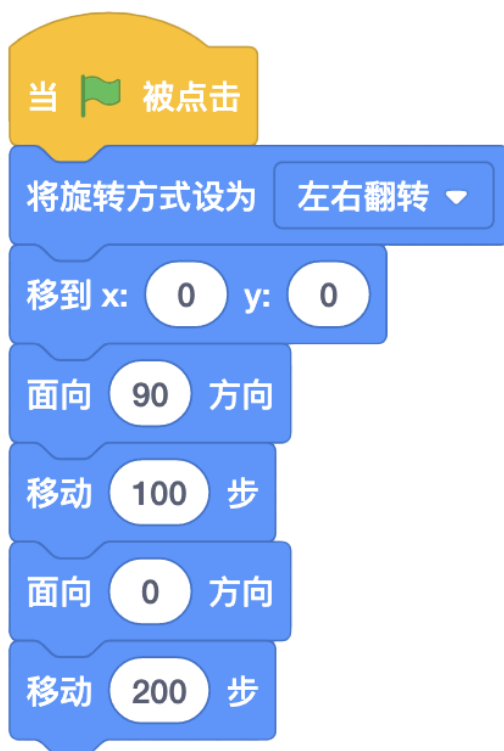 当 被点击
将旋转方式设为 左右翻转
移到 x: 0 y: 0
面向 90 方向
移动 100 步
面向 0 方向
移动 200 步